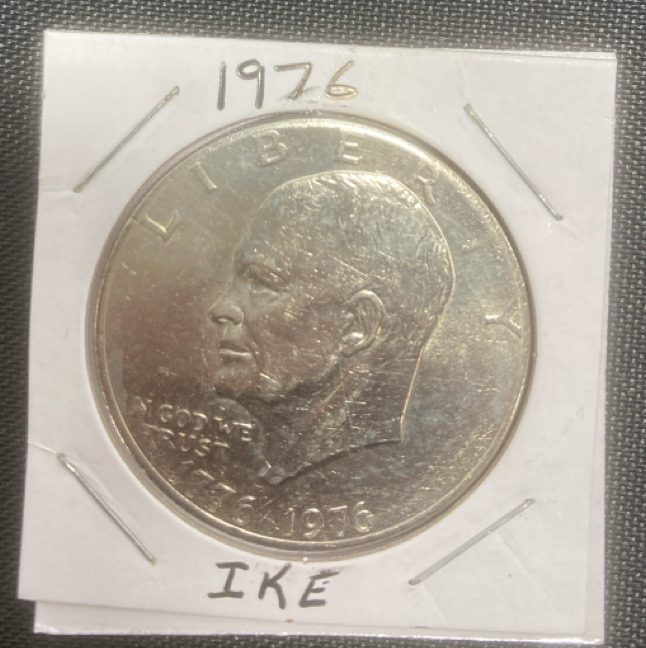 1976
LIBERTY
IN GOD WE
TRUST
1776-1976
IKE